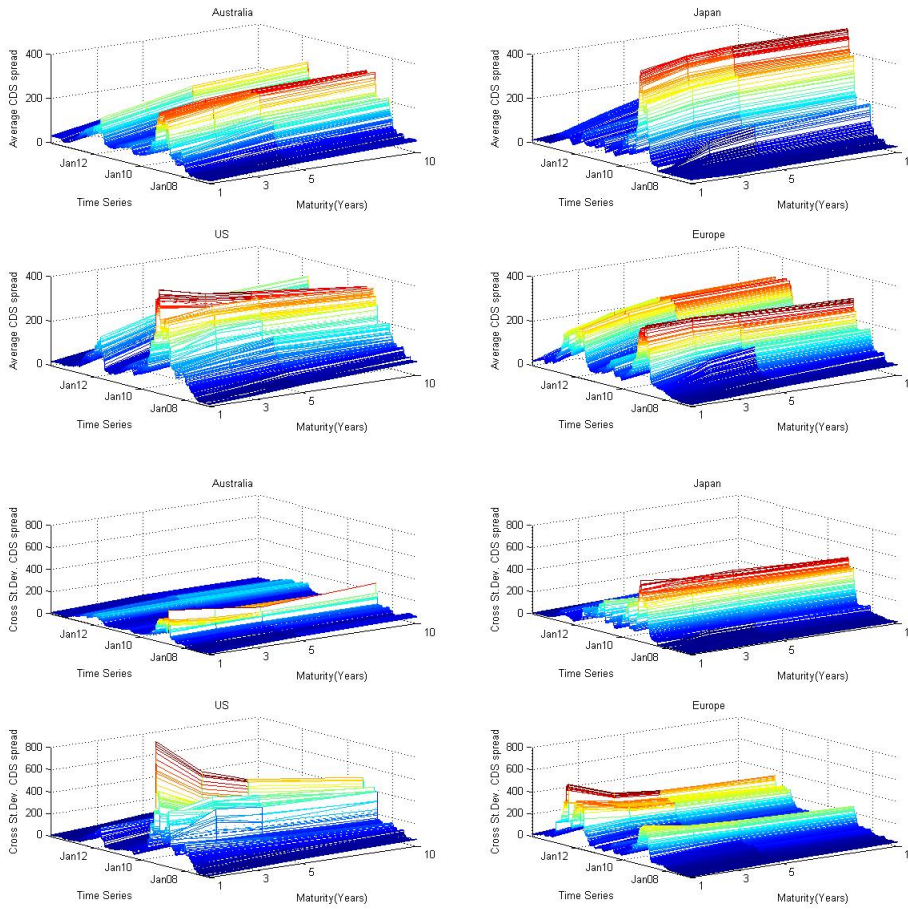 Australia
Average CDS spread
400
200
0
Jan12
Jan10
Jan08
Time Series
1
3
5
10
Maturity(Years)
Japan
Average CDS spread
400
200
0
Jan12
Jan10
Jan08
Time Series
1
3
5
1
Maturity(Years)
US
Average CDS spread
400
200
0
Jan12
Jan10
Jan08
Time Series
1
3
5
10
Maturity(Years)
Europe
Average CDS spread
400
200
0
Jan12
Jan10
Jan08
Time Series
1
3
5
1
Maturity(Years)
Australia
Cross St.Dev. CDS spread
800
600
400
200
0
Jan12
Jan10
Jan08
Time Series
1
3
5
10
Maturity(Years)
Japan
Cross St.Dev. CDS spread
800
600
400
200
0
Jan12
Jan10
Jan08
Time Series
1
3
5
1
Maturity(Years)
US
Cross St.Dev. CDS spread
800
600
400
200
0
Jan12
Jan10
Jan08
Time Series
1
3
5
10
Maturity(Years)
Europe
Cross St.Dev. CDS spread
800
600
400
200
0
Jan12
Jan10
Jan08
Time Series
1
3
5
1
Maturity(Years)